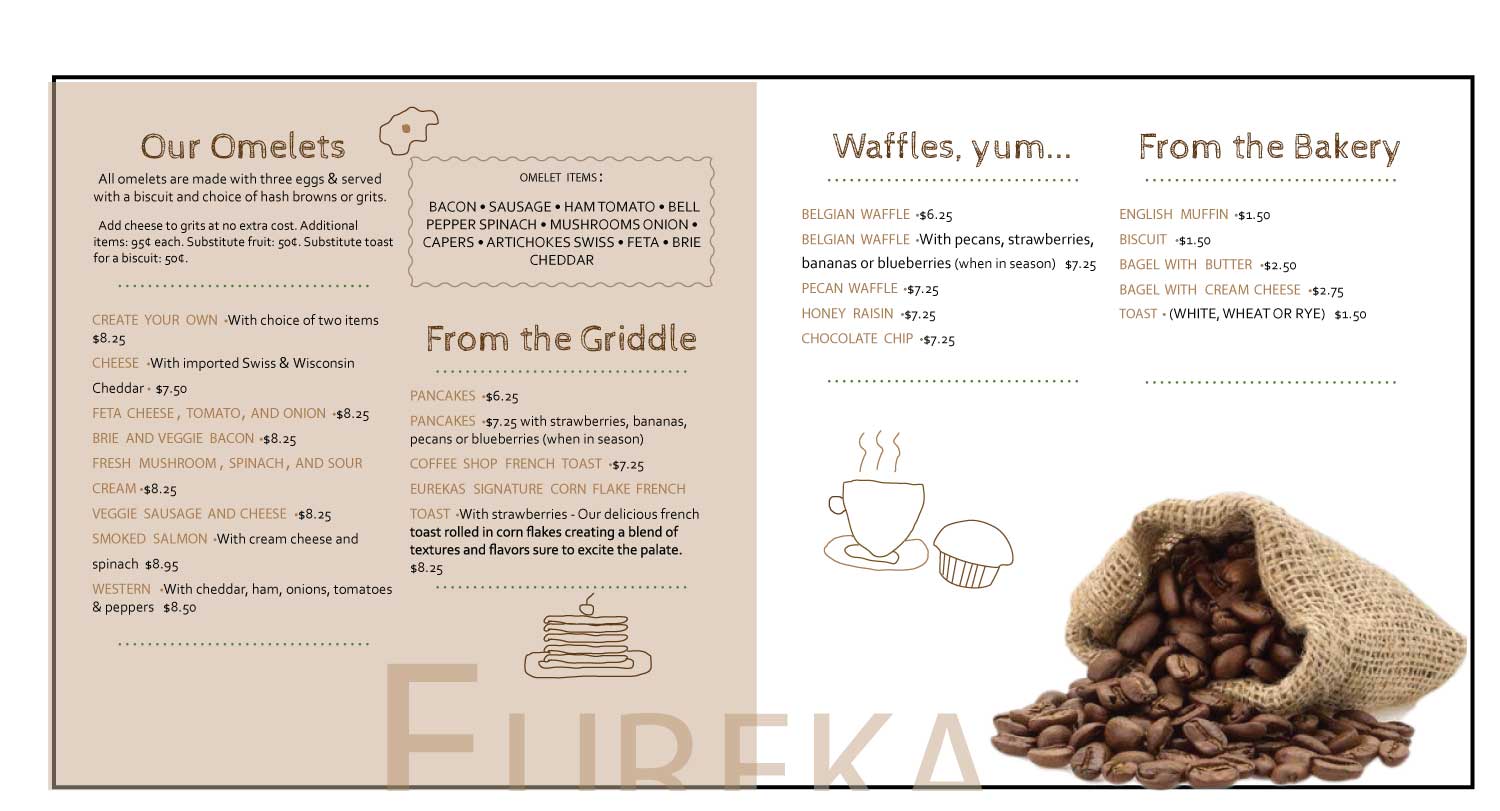 Our Omelets
All omelets are made with three eggs & served
with a biscuit and choice of hash browns or grits.
Add cheese to grits at no extra cost. Additional
items: 95¢ each. Substitute fruit: 50¢. Substitute toast
for a biscuit: 50¢.
CREATE YOUR OWN •With choice of two items
$8.25
CHEESE •With imported Swiss & Wisconsin
Cheddar • $7.50
FETA CHEESE, TOMATO, AND ONION •$8.25
BRIE AND VEGGIE BACON •$8.25
FRESH MUSHROOM, SPINACH, AND SOUR
CREAM •$8.25
VEGGIE SAUSAGE AND CHEESE •$8.25
SMOKED SALMON •With cream cheese and
spinach $8.95
WESTERN •With cheddar, ham, onions, tomatoes
& peppers $8.50
OMELET ITEMS:
BACON • SAUSAGE • HAM TOMATO • BELL
PEPPER SPINACH • MUSHROOMS ONION •
CAPERS • ARTICHOKES SWISS • FETA • BRIE
CHEDDAR
From the Griddle
PANCAKES •$6.25
PANCAKES •$7.25 with strawberries, bananas,
pecans or blueberries (when in season)
COFFEE SHOP FRENCH TOAST •$7.25
EUREKAS SIGNATURE CORN FLAKE FRENCH
TOAST •With strawberries - Our delicious french
toast rolled in corn flakes creating a blend of
textures and flavors sure to excite the palate.
$8.25
Waffles, yum...
BELGIAN WAFFLE •$6.25
BELGIAN WAFFLE •With pecans, strawberries,
bananas or blueberries (when in season) $7.25
PECAN WAFFLE •$7.25
HONEY RAISIN •$7.25
CHOCOLATE CHIP •$7.25
From the Bakery
ENGLISH MUFFIN •$1.50
BISCUIT •$1.50
BAGEL WITH BUTTER •$2.50
BAGEL WITH CREAM CHEESE •$2.75
TOAST • (WHITE, WHEAT OR RYE) $1.50
EUREKA